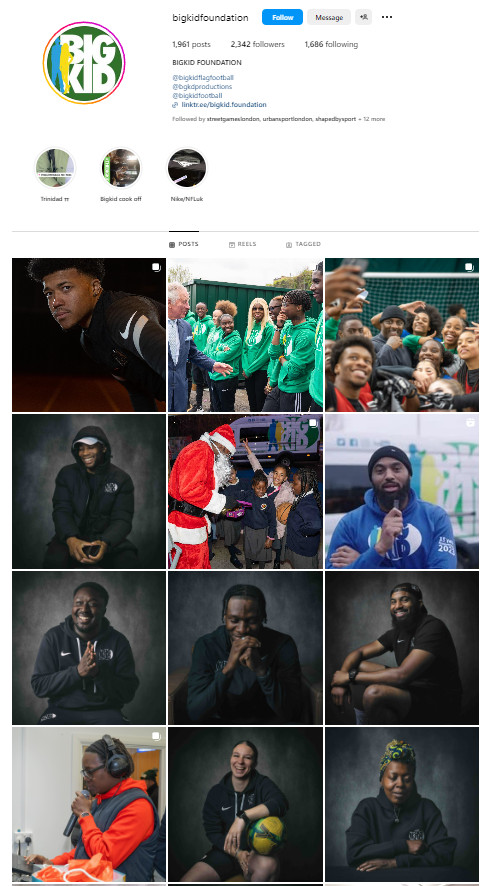 bigkidfoundation Follow Message
1,961 posts 2,342 followers 1,686 following
BIGKID FOUNDATION
@bigkidflagfootball
@bgkdproductions
@bigkidfootball
linktr.ee/bigkid.foundation
Followed by streetgameslondon, urbansportlondon, shapedbysport + 12 more
BIG
KID
Trinidad Bigkid cook off Nike/NFLuk
POSTS REELS TAGGED
BIG
KID